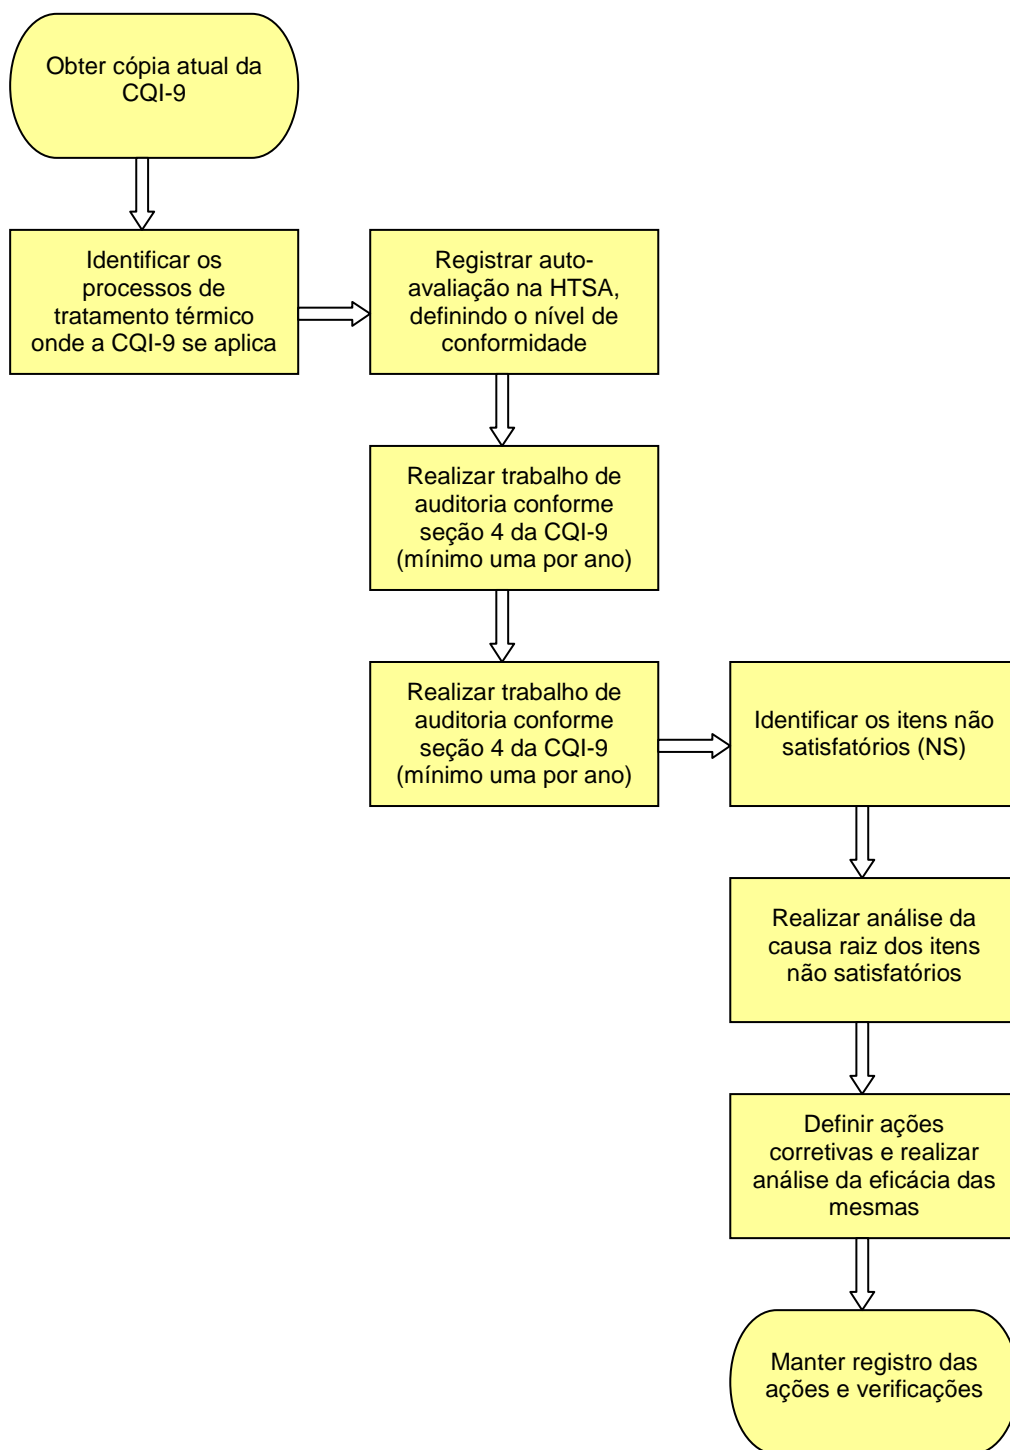 Obter cópia atual da
CQI-9
Identificar os
processos de
tratamento térmico
onde a CQI-9 se aplica
Registrar auto-
avaliação na HTSA,
definindo o nível de
conformidade
Realizar trabalho de
auditoria conforme
seção 4 da CQI-9
(mínimo uma por ano)
Realizar trabalho de
auditoria conforme
seção 4 da CQI-9
(mínimo uma por ano)
Identificar os itens não
satisfatórios (NS)
Realizar análise da
causa raiz dos itens
não satisfatórios
Definir ações
corretivas e realizar
análise da eficácia das
mesmas
Manter registro das
ações e verificações